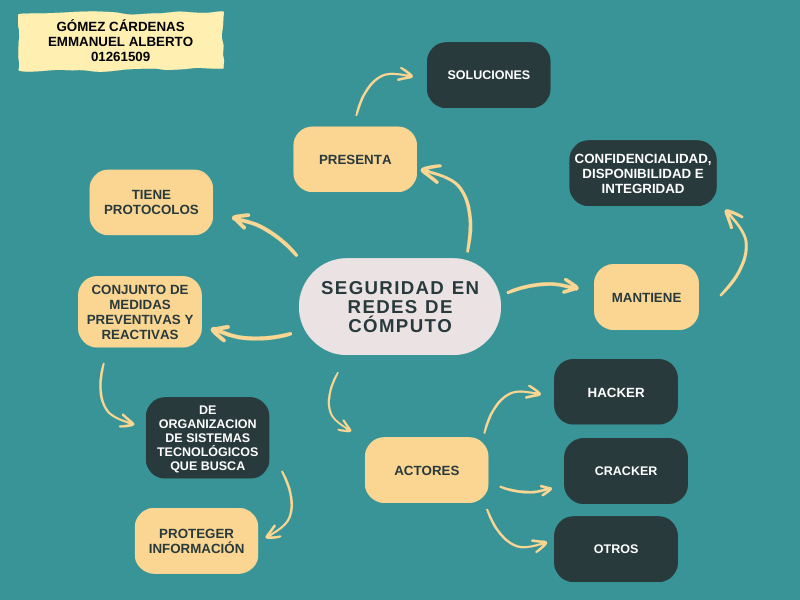 GÓMEZ CÁRDENAS
EMMANUEL ALBERTO
01261509
SOLUCIONES
PRESENTA
CONFIDENCIALIDAD,
DISPONIBILIDAD E
INTEGRIDAD
TIENE
PROTOCOLOS
CONJUNTO DE
MEDIDAS
PREVENTIVAS Y
REACTIVAS
SEGURIDAD EN
REDES DE
CÓMPUTO
MANTIENE
DE
ORGANIZACION
DE SISTEMAS
TECNOLÓGICOS
QUE BUSCA
HACKER
ACTORES
CRACKER
PROTEGER
INFORMACIÓN
OTROS